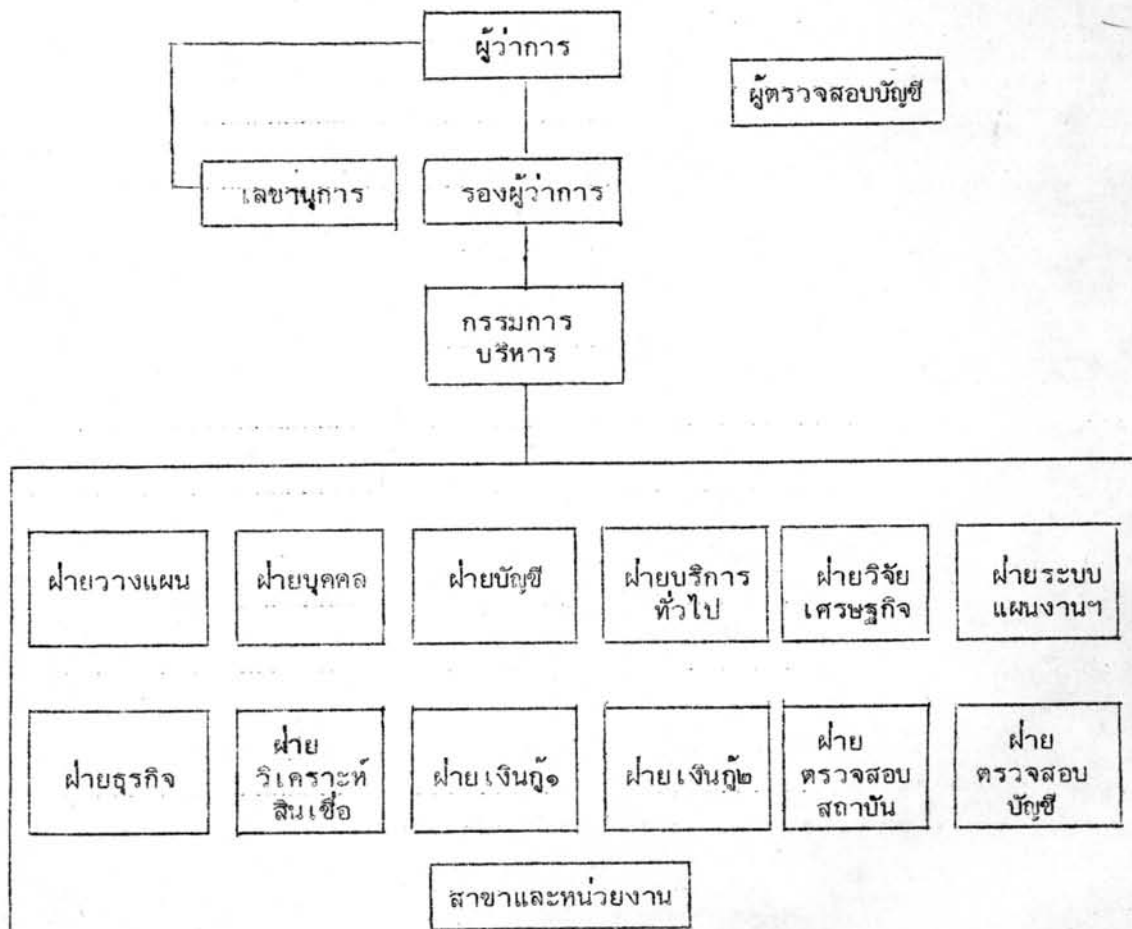 ผู้ว่าการ
ผู้ตรวจสอบบัญชี
เลขานุการ
รองผู้ว่าการ
กรรมการ
บริหาร
ฝ่ายวางแผน
ฝ่ายบุคคล
ฝ่ายบัญชี
ฝ่ายบริการ
ทั่วไป
ฝ่ายวิจัย
เศรษฐกิจ
ฝ่ายระบบ
แผนงานฯ
ฝ่ายธุรกิจ
ฝ่าย
วิเคราะห์
สินเชื่อ
ฝ่ายเงินกู้๑
ฝ่ายเงินกู้๒
ฝ่าย
ตรวจสอบ
สถาบัน
ฝ่าย
ตรวจสอบ
บัญชี
สาขาและหน่วยงาน